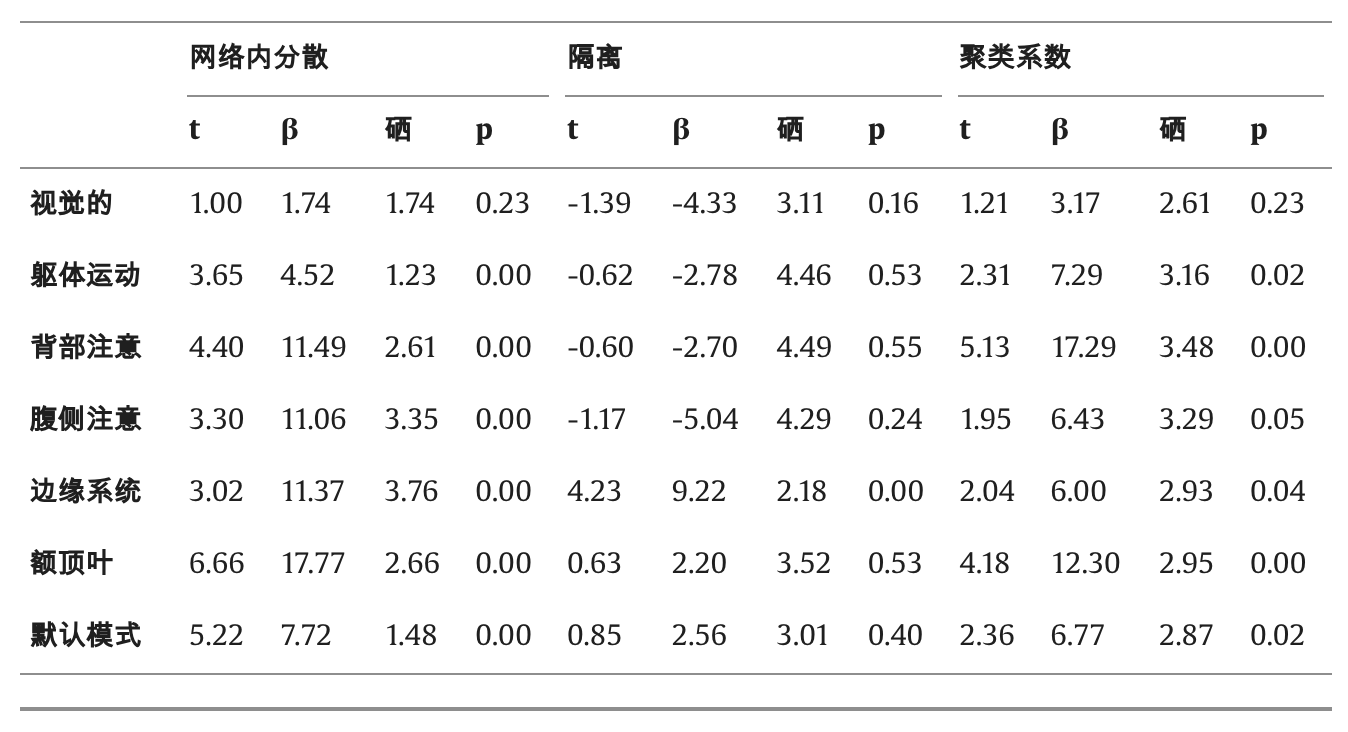 网络内分散 隔离 聚类系数
t β 硒 p t β 硒 p t β 硒 p
视觉的 1.00 1.74 1.74 0.23 -1.39 -4.33 3.11 0.16 1.21 3.17 2.61 0.23
躯体运动 3.65 4.52 1.23 0.00 -0.62 -2.78 4.46 0.53 2.31 7.29 3.16 0.02
背部注意 4.40 11.49 2.61 0.00 -0.60 -2.70 4.49 0.55 5.13 17.29 3.48 0.00
腹侧注意 3.30 11.06 3.35 0.00 -1.17 -5.04 4.29 0.24 1.95 6.43 3.29 0.05
边缘系统 3.02 11.37 3.76 0.00 4.23 9.22 2.18 0.00 2.04 6.00 2.93 0.04
额顶叶 6.66 17.77 2.66 0.00 0.63 2.20 3.52 0.53 4.18 12.30 2.95 0.00
默认模式 5.22 7.72 1.48 0.00 0.85 2.56 3.01 0.40 2.36 6.77 2.87 0.02